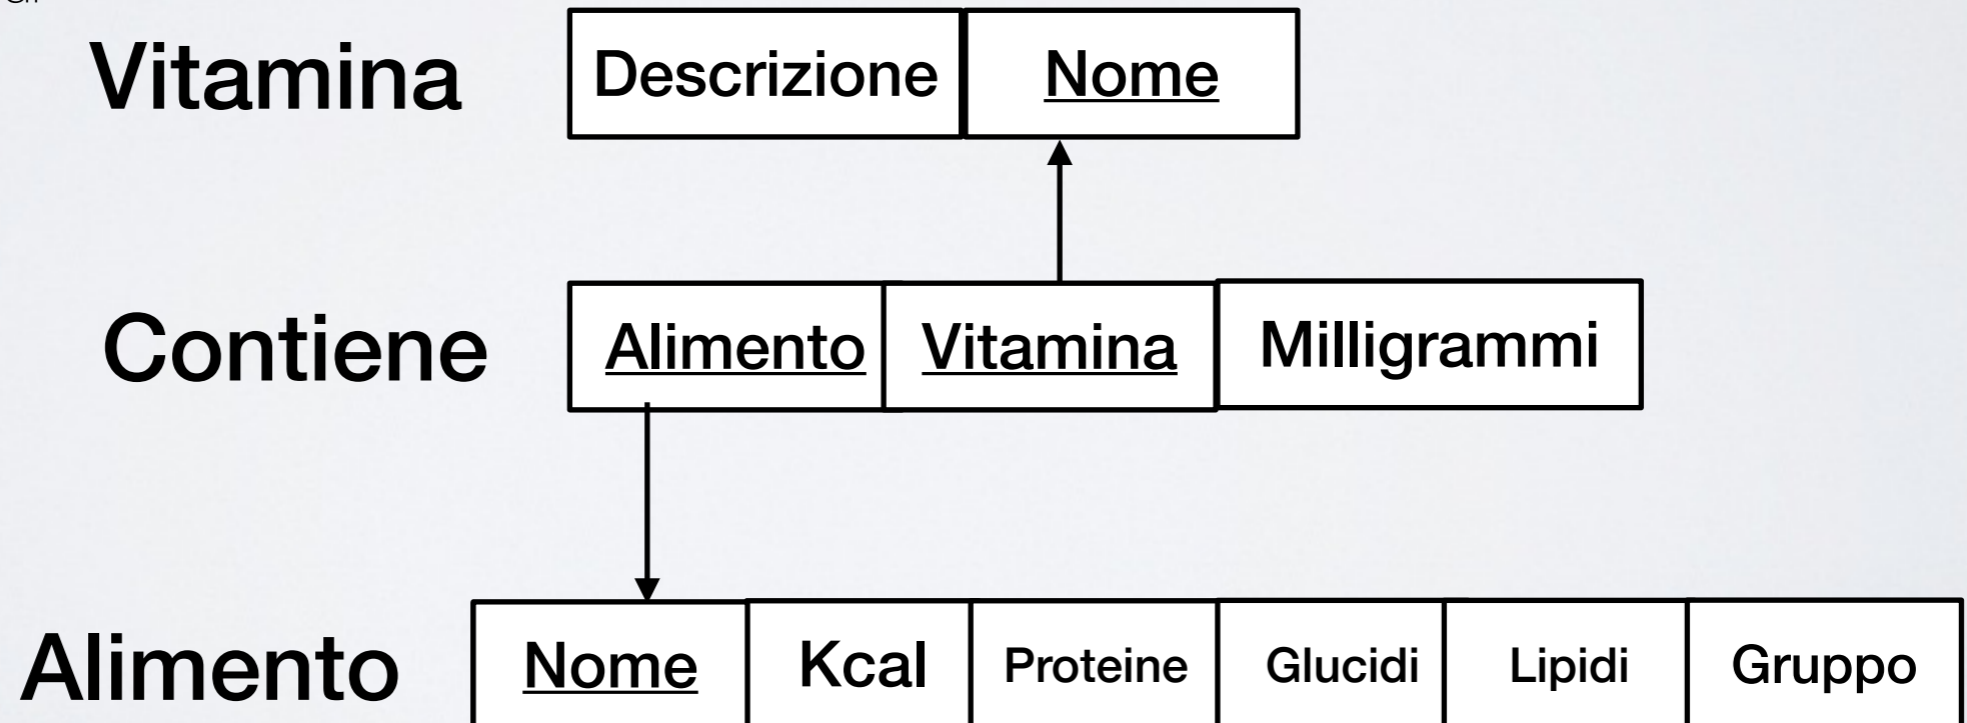 Vitamina Descrizione Nome
Contiene Alimento Vitamina Milligrammi
Alimento Nome Kcal Proteine Glucidi Lipidi Gruppo